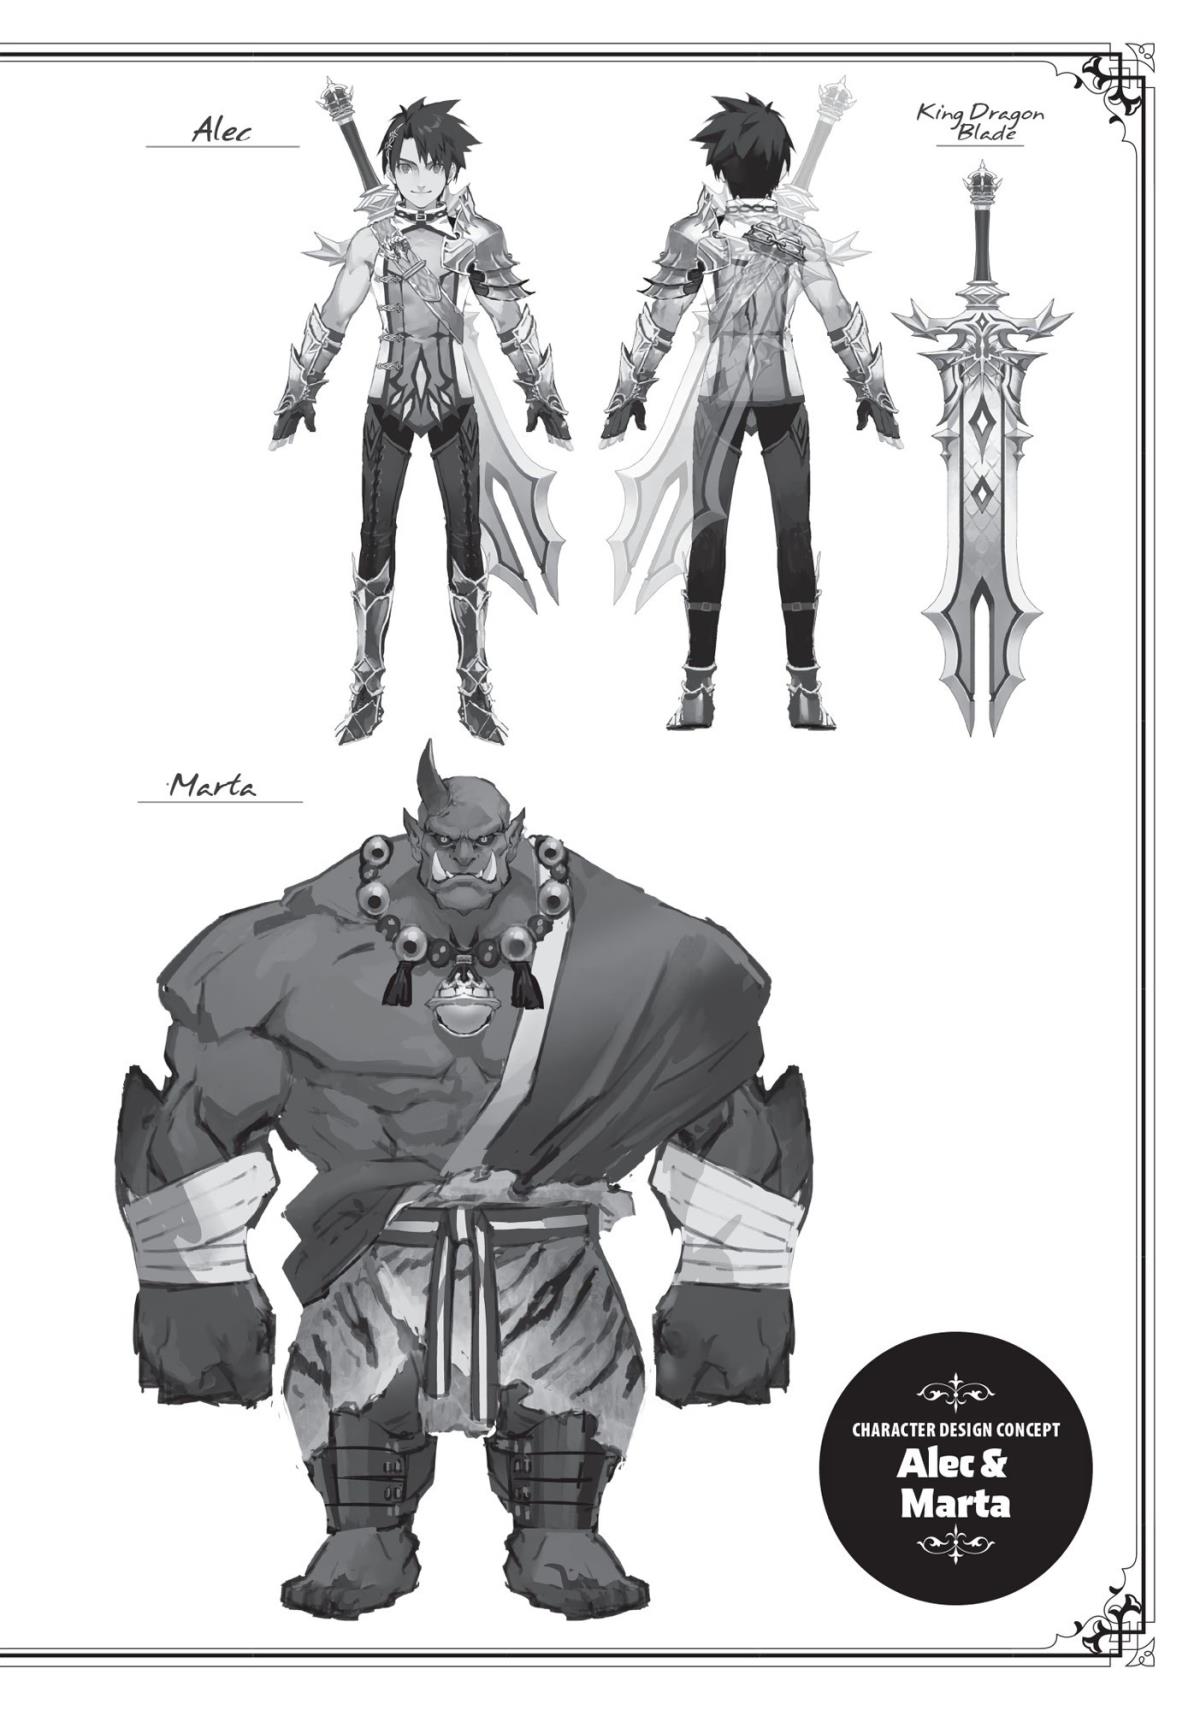 Alec
King Dragon
Blade
Marta
CHARACTER DESIGN CONCEPT
Alec &
Marta